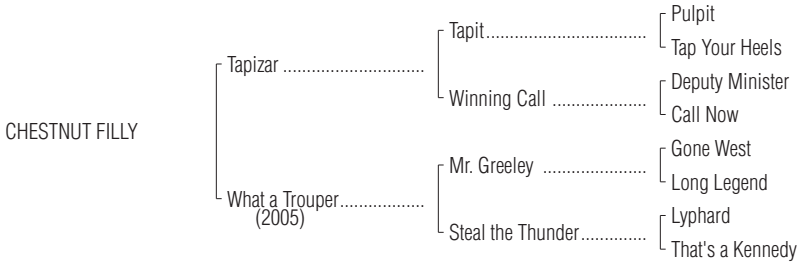 Pulpit
Tapit................................
Tap Your Heels
Tapizar ............................
Deputy Minister
Winning Call ...................
Call Now
CHESTNUT FILLY
Gone West
Mr. Greeley .....................
Long Legend
What a Trouper.................
(2005)
Lyphard
Steal the Thunder.............
That's a Kennedy